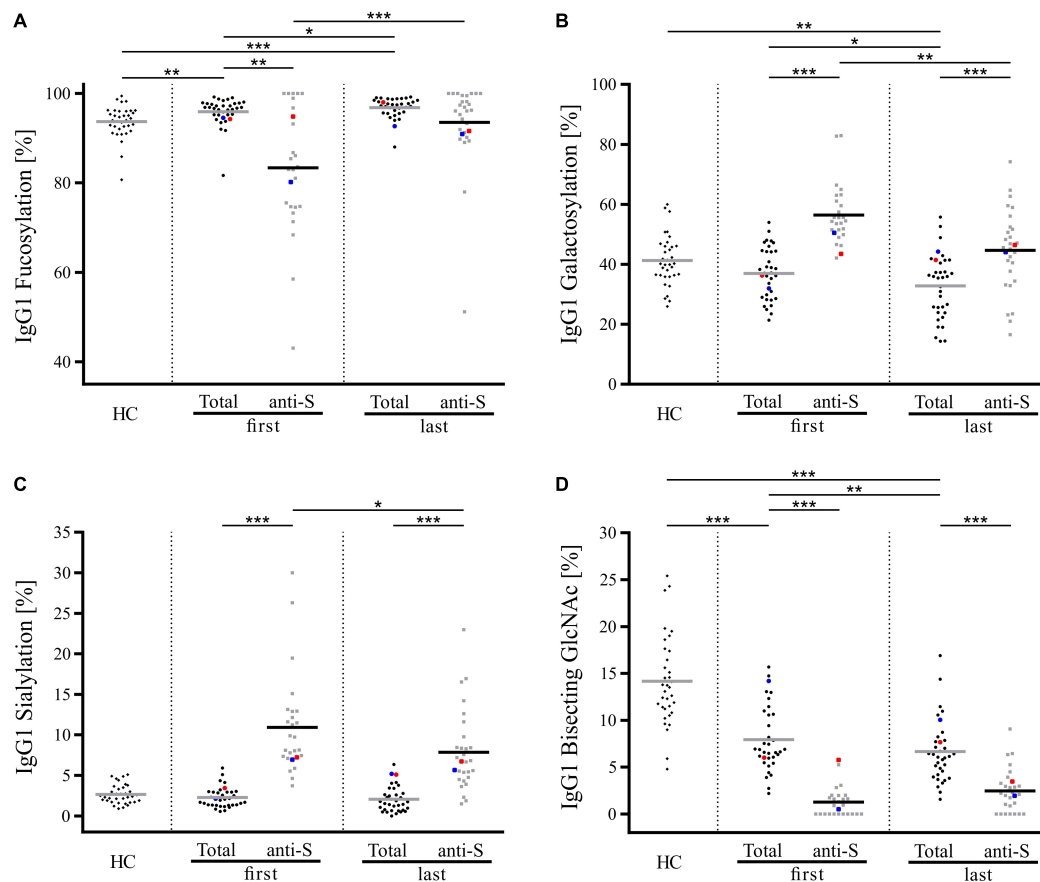 A
***
*
***
** **
IgG1 Fucosylation [%]
100
80
60
40
HC
Total anti-S
first
Total anti-S
last
B
**
*
**
*** ***
IgG1 Galactosylation [%]
100
80
60
40
20
0
HC
Total anti-S
first
Total anti-S
last
C
*
*** ***
IgG1 Sialylation [%]
35
30
25
20
15
10
5
0
HC
Total anti-S
first
Total anti-S
last
D
***
**
***
*** ***
IgG1 Bisecting GlcNAc [%]
30
25
20
15
10
5
0
HC
Total anti-S
first
Total anti-S
last